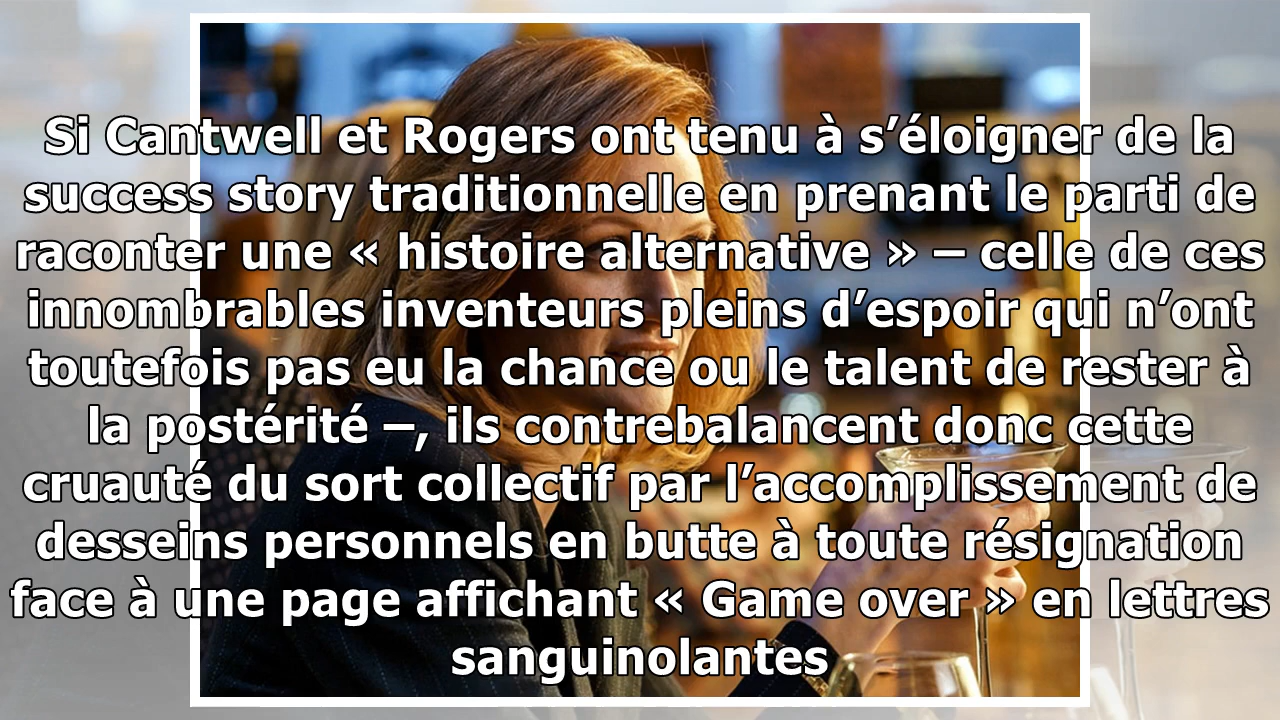 Si Cantwell et Rogers ont tenu à s’éloigner de la
success story traditionnelle en prenant le parti de
raconter une « histoire alternative » – celle de ces
innombrables inventeurs pleins d’espoir qui n’ont
toutefois pas eu la chance ou le talent de rester à
la postérité –, ils contrebalancent donc cette
cruauté du sort collectif par l’accomplissement de
desseins personnels en butte à toute résignation
face à une page affichant « Game over » en lettres
sanguinolantes